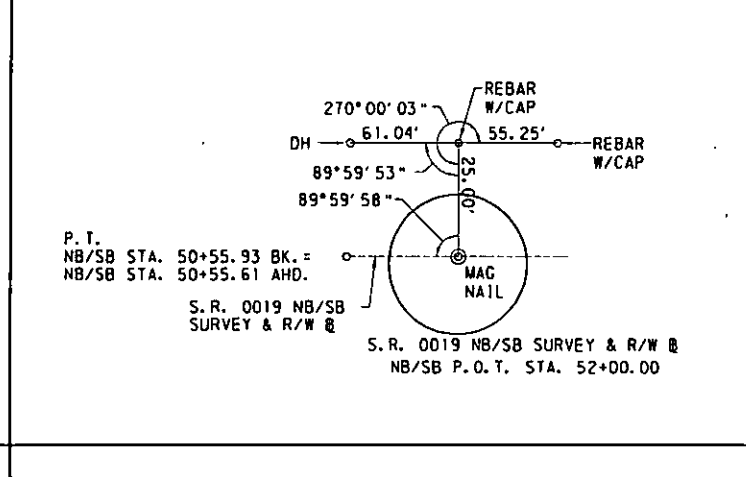 REBAR
W/CAP
270°00'03"
61.04'
55.25'
DH
REBAR
W/CAP
89°59'53"
25.00'
89°59'58"
P.T.
NB/SB STA. 50+55.93 BK.=
NB/SB STA. 50+55.61 AHD.
MAG
NAIL
S.R. 0019 NB/SB
SURVEY & R/W ℄
S.R. 0019 NB/SB SURVEY & R/W ℄
NB/SB P.O.T. STA. 52+00.00